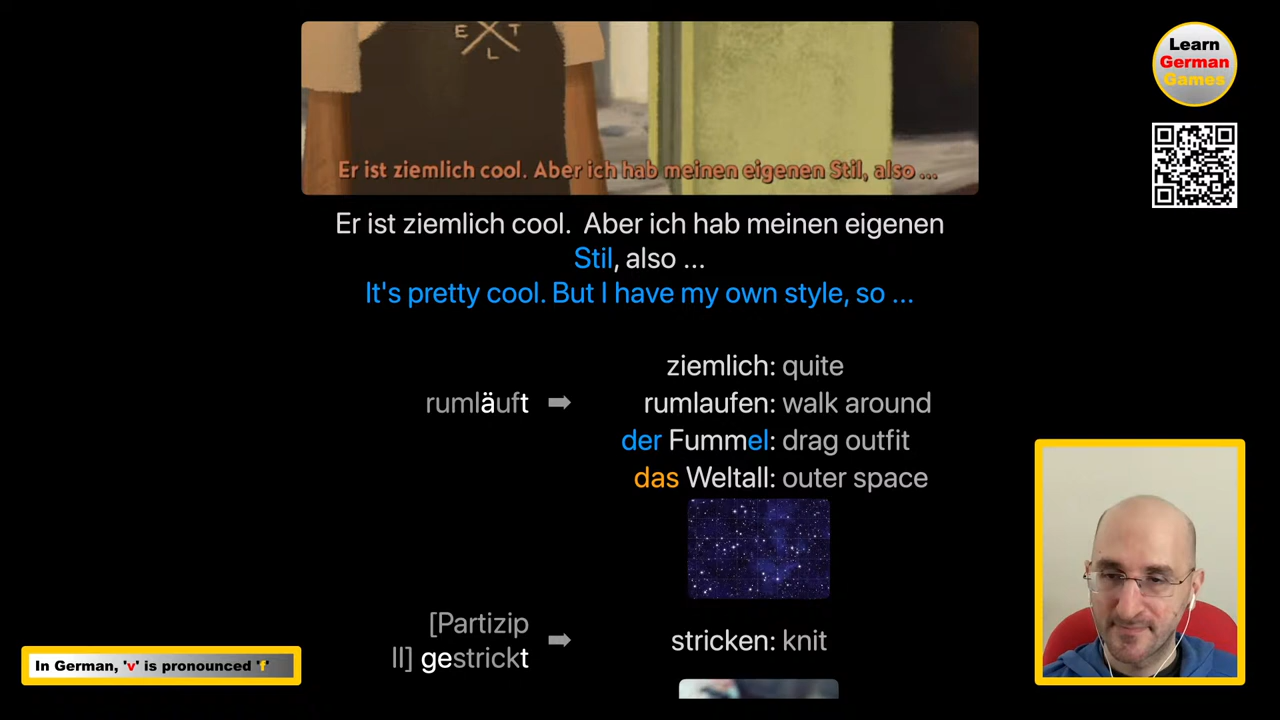 E T
L
Er ist ziemlich cool. Aber ich hab meinen eigenen Stil, also ...
Er ist ziemlich cool.  Aber ich hab meinen eigenen
Stil, also ...
It's pretty cool. But I have my own style, so ...
ziemlich: quite
rumläuft ➡ rumlaufen: walk around
der Fummel: drag outfit
das Weltall: outer space
[Partizip
II] gestrickt ➡ stricken: knit
Learn
German
Games
In German, 'v' is pronounced 'f'